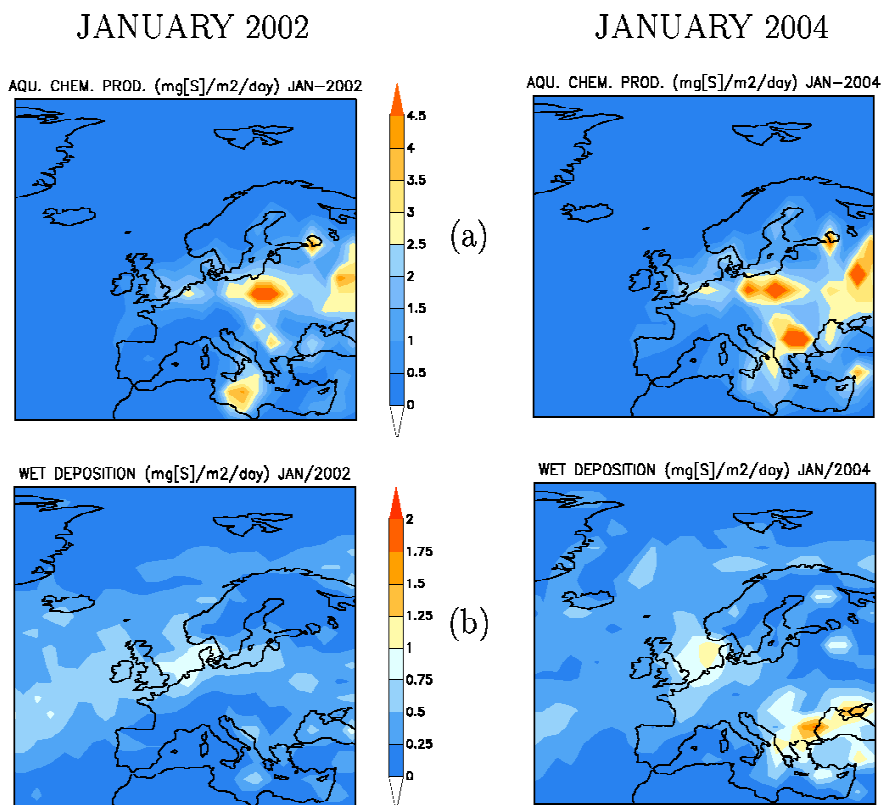 JANUARY 2002
JANUARY 2004
AQU. CHEM. PROD. (mg[S]/m2/day) JAN-2002
AQU. CHEM. PROD. (mg[S]/m2/day) JAN-2004
4.5
4
3.5
3
2.5
2
1.5
1
0.5
0
(a)
WET DEPOSITION (mg[S]/m2/day) JAN/2002
WET DEPOSITION (mg[S]/m2/day) JAN/2004
2
1.75
1.5
1.25
1
0.75
0.5
0.25
0
(b)